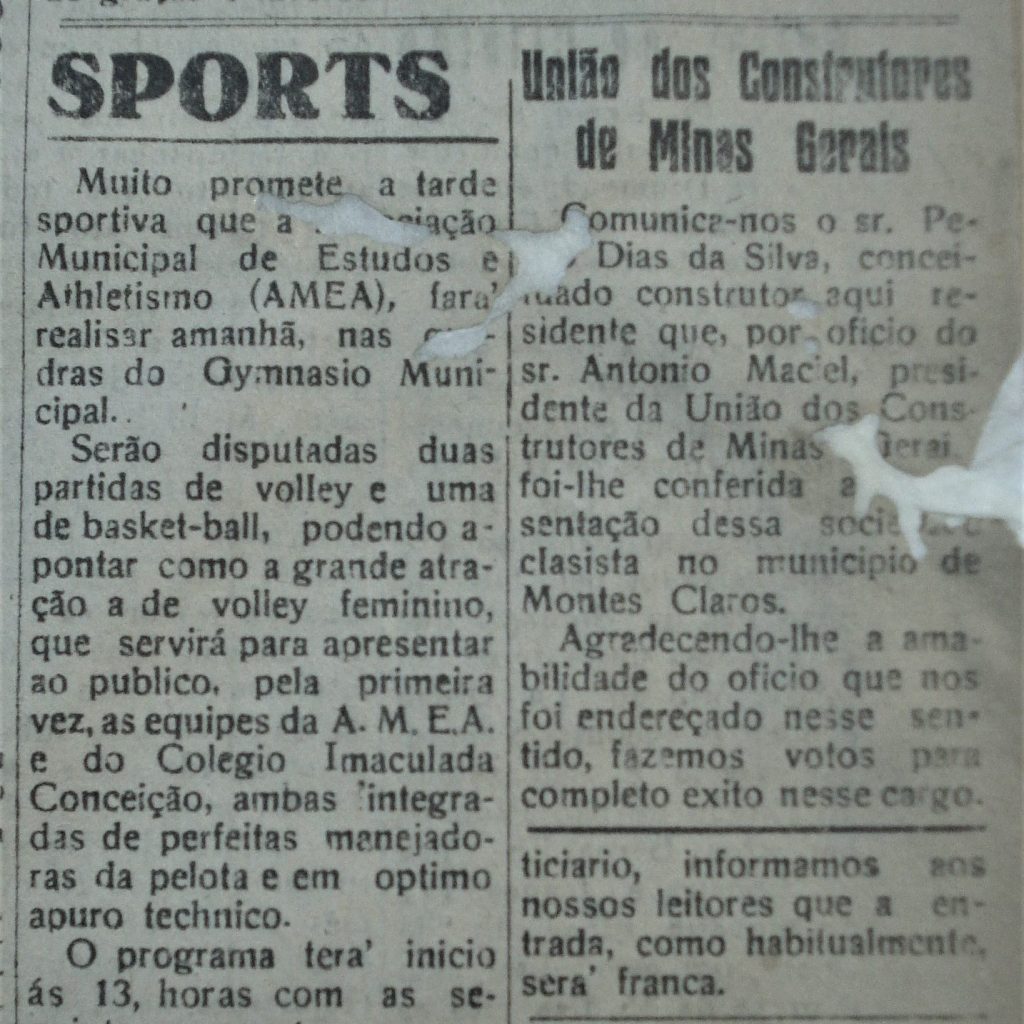 SPORTS
Muito promete a tarde
sportiva que a
Municipal de Estudos e
Athletismo (AMEA), fara'
realisar amanhã, nas
dras do Gymnasio Muni-
cipal.
Serão disputadas duas
partidas de volley e uma
de basket-ball, podendo a-
pontar como a grande atra-
ção a de volley feminino,
que servirá para apresentar
ao publico, pela primeira
vez, as equipes da A. M. E.A.
e do Colegio Imaculada
Conceição, ambas integra-
das de perfeitas manejado-
ras da pelota e em optimo
apuro technico.
O programa tera' inicio
ás 13, horas com as se-
União dos Construtores
de Minas Gerais
Comunica-nos o sr. Pe-
Dias da Silva, concei-
tuado construtor aqui re-
sidente que, por oficio do
sr. Antonio Maciel, presi-
dente da União dos Cons-
trutores de Minas
foi-lhe conferida a
sentação dessa
clasista no municipio de
Montes Claros.
Agradecendo-lhe a ama-
bilidade do oficio que nos
foi endereçado nesse sen-
tido, fazemos votos para
completo exito nesse cargo.
ticiario, informamos aos
nossos leitores que a en-
trada, como habitualmente,
sera' franca.